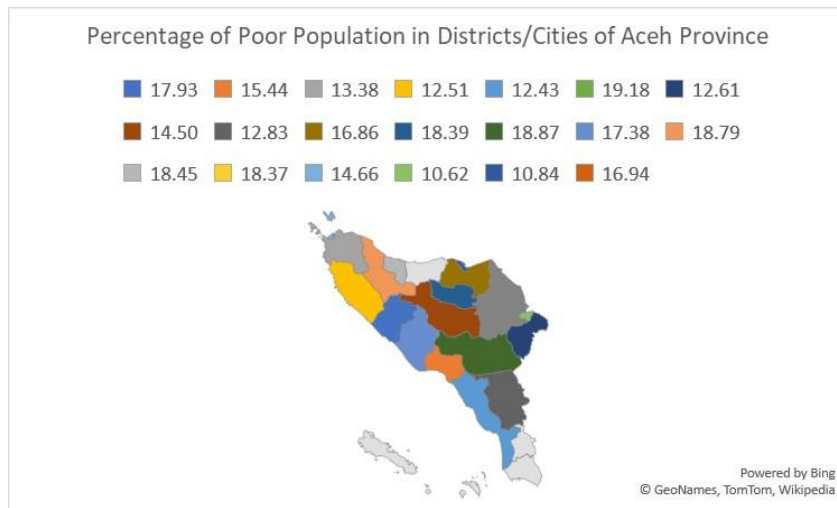 Percentage of Poor Population in Districts/Cities of Aceh Province
17.93 15.44 13.38 12.51 12.43 19.18 12.61
14.50 12.83 16.86 18.39 18.87 17.38 18.79
18.45 18.37 14.66 10.62 10.84 16.94
Powered by Bing
© GeoNames, TomTom, Wikipedia